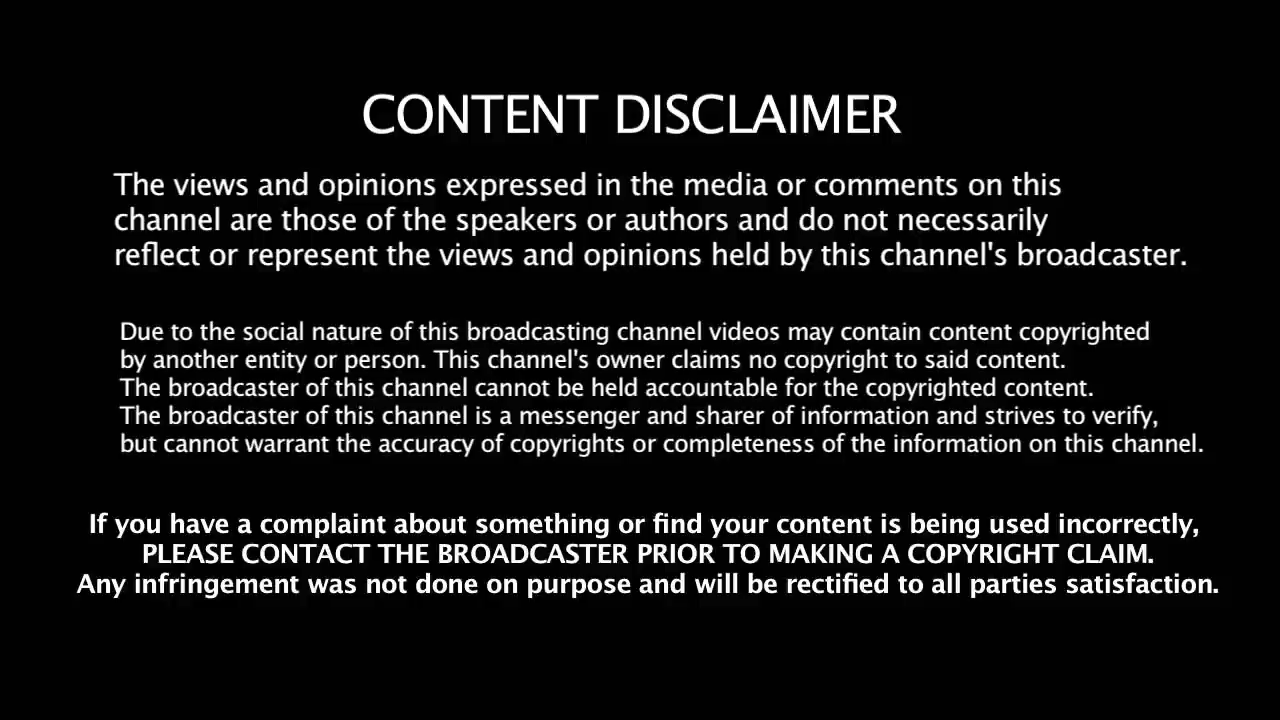 CONTENT DISCLAIMER
The views and opinions expressed in the media or comments on this
channel are those of the speakers or authors and do not necessarily
reflect or represent the views and opinions held by this channel's broadcaster.
Due to the social nature of this broadcasting channel videos may contain content copyrighted
by another entity or person. This channel's owner claims no copyright to said content.
The broadcaster of this channel cannot be held accountable for the copyrighted content.
The broadcaster of this channel is a messenger and sharer of information and strives to verify,
but cannot warrant the accuracy of copyrights or completeness of the information on this channel.
If you have a complaint about something or find your content is being used incorrectly,
PLEASE CONTACT THE BROADCASTER PRIOR TO MAKING A COPYRIGHT CLAIM.
Any infringement was not done on purpose and will be rectified to all parties satisfaction.